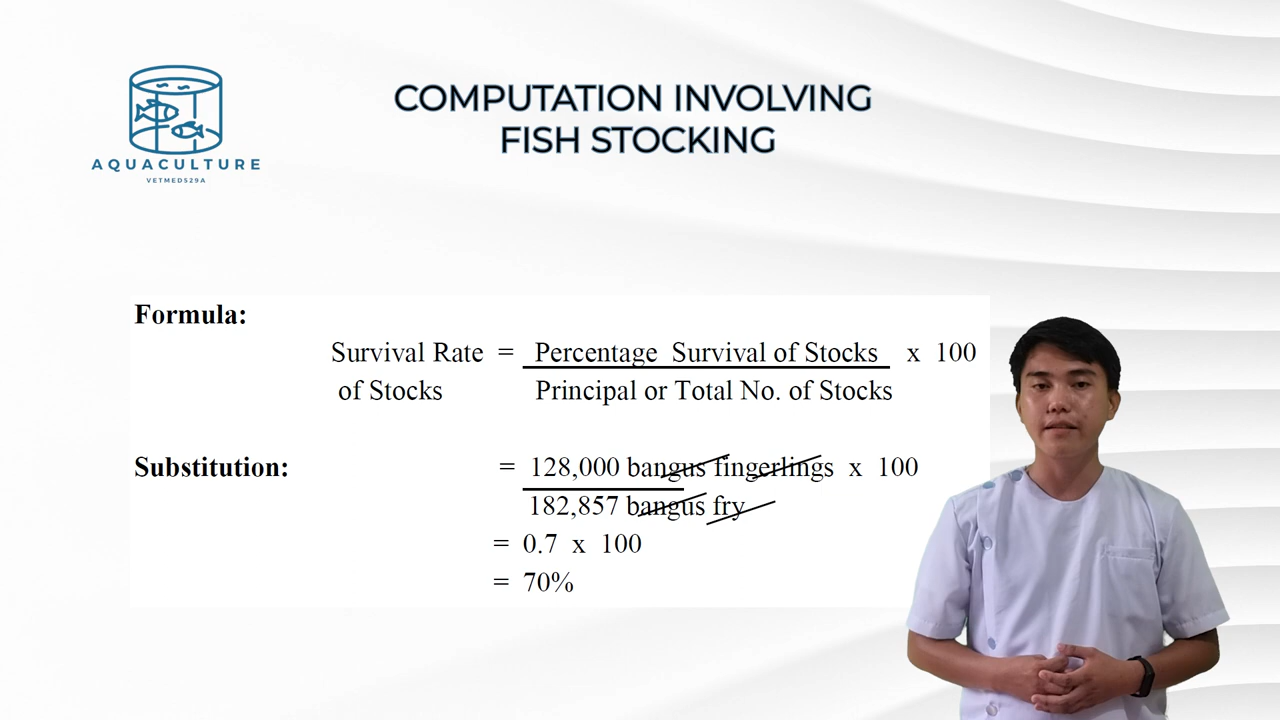 AQUACULTURE
VETMEDS29A
COMPUTATION INVOLVING
FISH STOCKING
Formula:
Survival Rate = Percentage Survival of Stocks x 100
of Stocks Principal or Total No. of Stocks
Substitution: = 128,000 bangus fingerlings x 100
182,857 bangus fry
= 0.7 x 100
= 70%